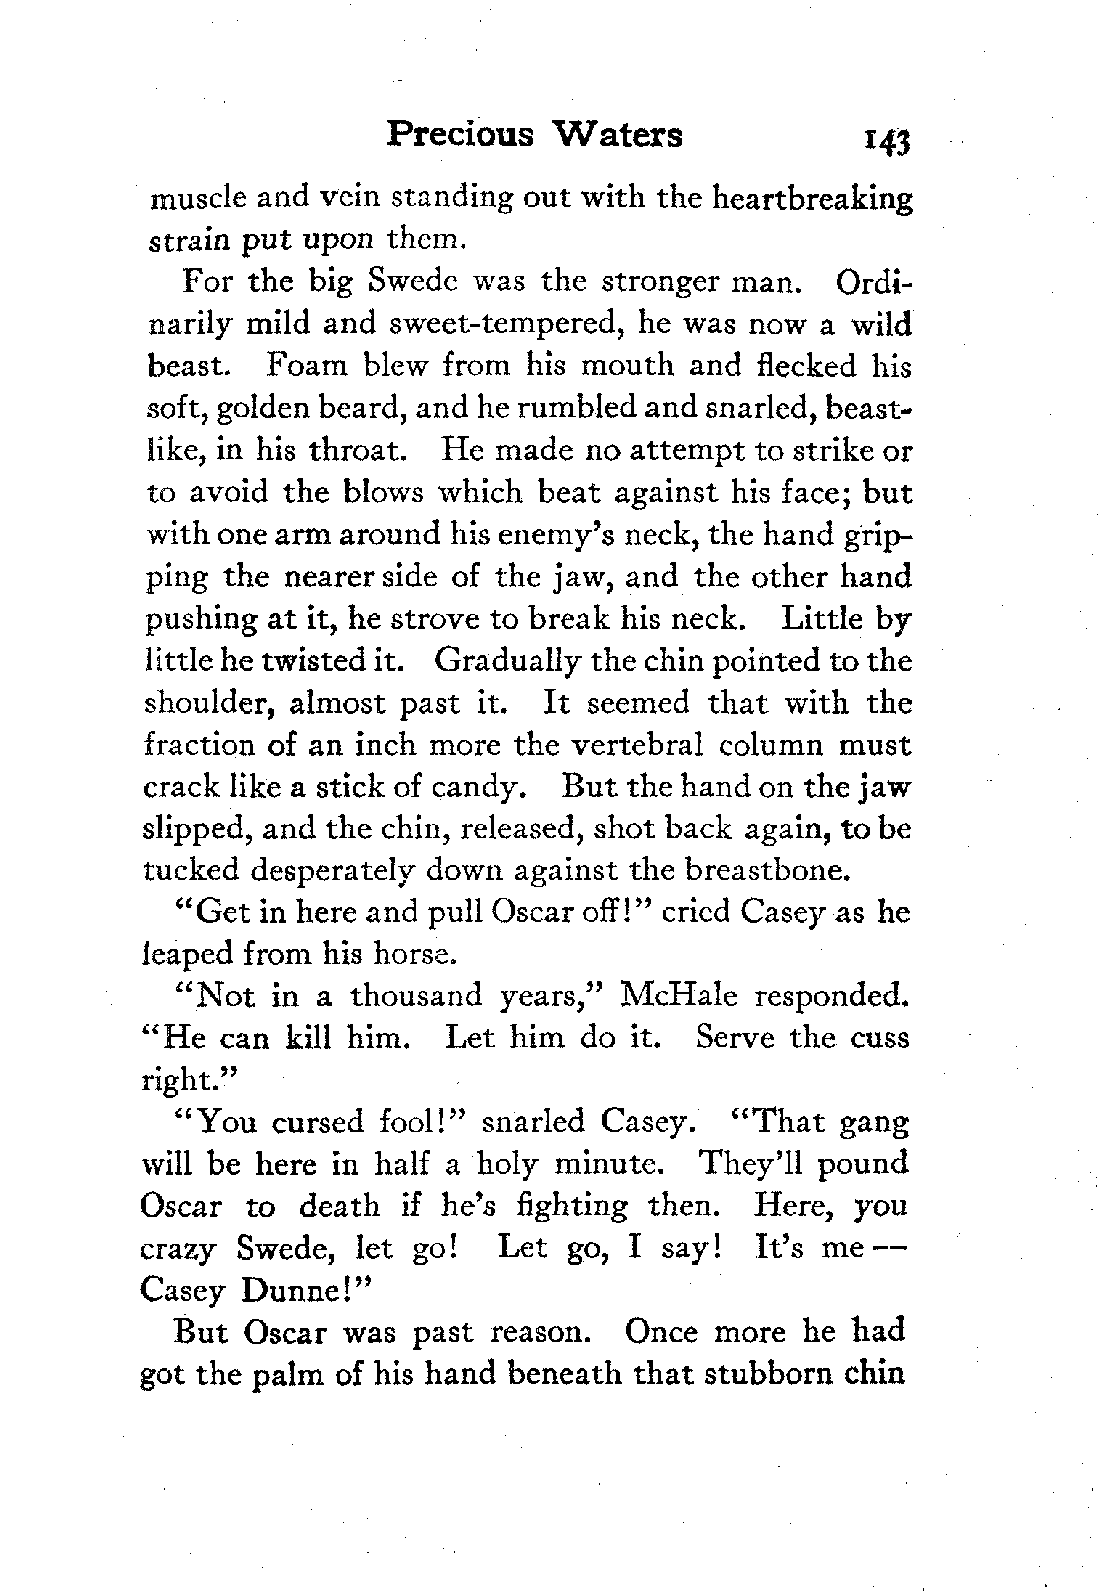 Precious Waters 143
muscle and vein standing out with the heartbreaking
strain put upon them.
For the big Swede was the stronger man. Ordi-
narily mild and sweet-tempered, he was now a wild
beast. Foam blew from his mouth and flecked his
soft, golden beard, and he rumbled and snarled, beast-
like, in his throat. He made no attempt to strike or
to avoid the blows which beat against his face; but
with one arm around his enemy's neck, the hand grip-
ping the nearer side of the jaw, and the other hand
pushing at it, he strove to break his neck. Little by
little he twisted it. Gradually the chin pointed to the
shoulder, almost past it. It seemed that with the
fraction of an inch more the vertebral column must
crack like a stick of candy. But the hand on the jaw
slipped, and the chin, released, shot back again, to be
tucked desperately down against the breastbone.
"Get in here and pull Oscar off!" cried Casey as he
leaped from his horse.
"Not in a thousand years," McHale responded.
"He can kill him. Let him do it. Serve the cuss
right."
"You cursed fool!" snarled Casey. "That gang
will be here in half a holy minute. They'll pound
Oscar to death if he's fighting then. Here, you
crazy Swede, let go! Let go, I say! It's me —
Casey Dunne!"
But Oscar was past reason. Once more he had
got the palm of his hand beneath that stubborn chin